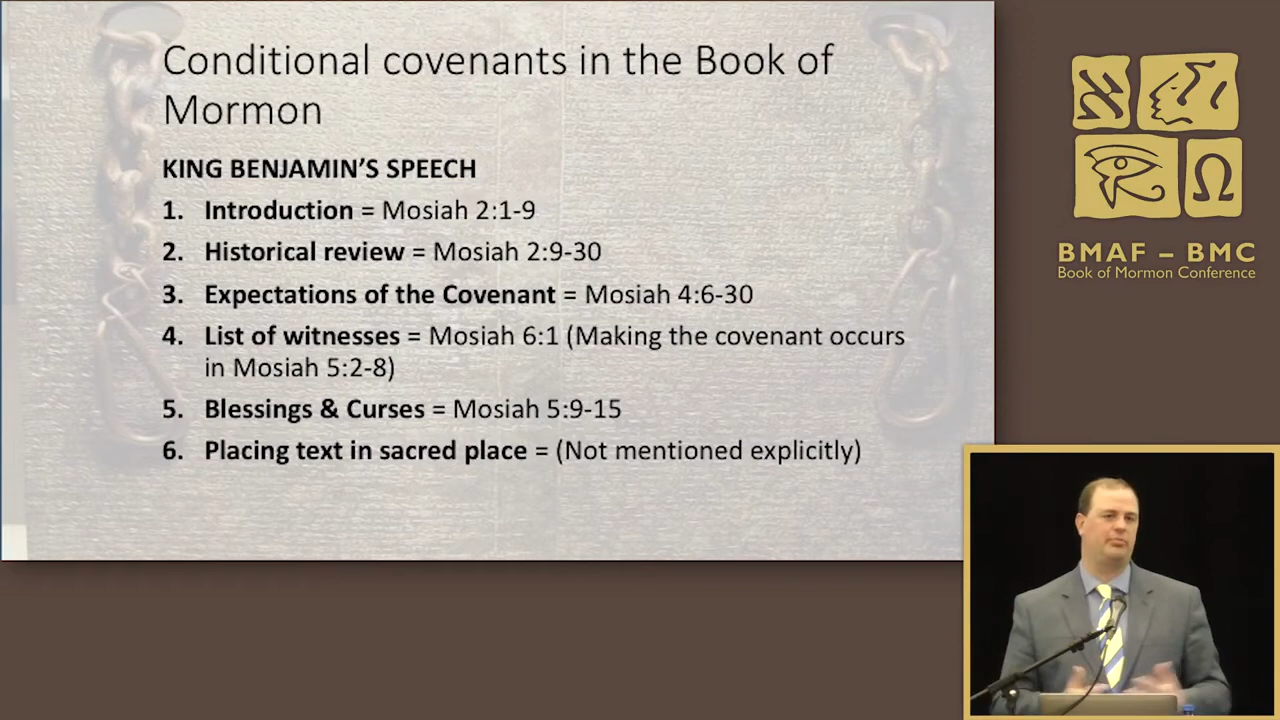 Conditional covenants in the Book of
Mormon
KING BENJAMIN’S SPEECH
1. Introduction = Mosiah 2:1-9
2. Historical review = Mosiah 2:9-30
3. Expectations of the Covenant = Mosiah 4:6-30
4. List of witnesses = Mosiah 6:1 (Making the covenant occurs
in Mosiah 5:2-8)
5. Blessings & Curses = Mosiah 5:9-15
6. Placing text in sacred place = (Not mentioned explicitly)
א
Ω
BMAF – BMC
Book of Mormon Conference